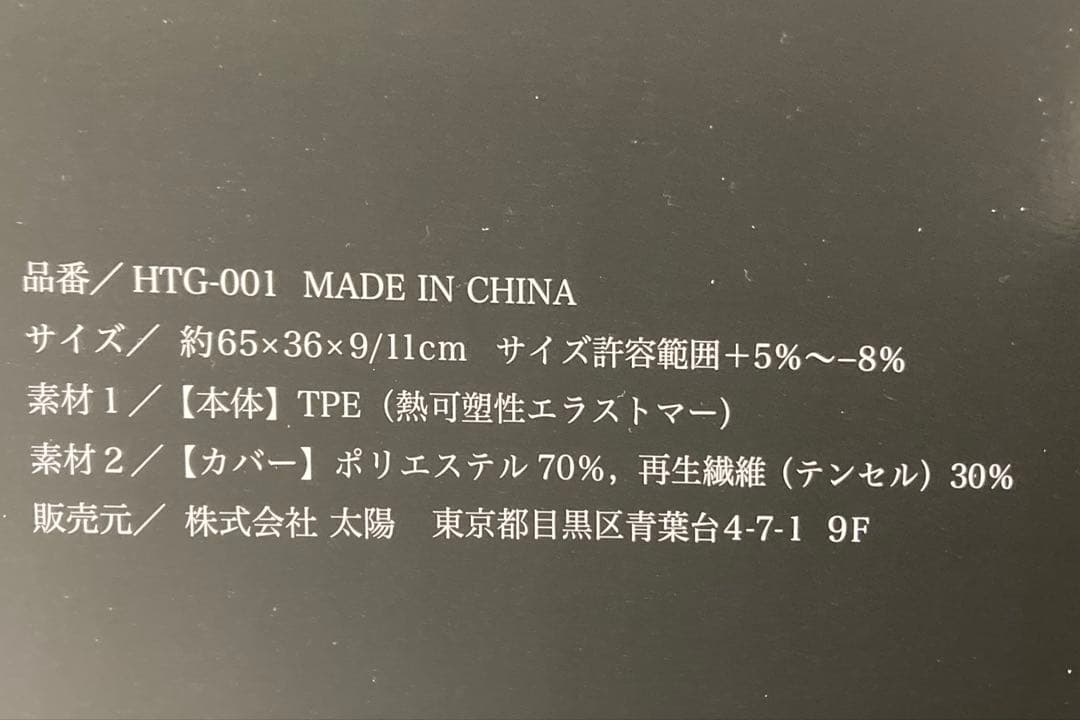 品番／HTG-001 MADE IN CHINA
サイズ／ 約65×36×9/11cm サイズ許容範囲＋5%〜−8%
素材1／【本体】TPE（熱可塑性エラストマー）
素材2／【カバー】ポリエステル70%，再生繊維（テンセル）30%
販売元／ 株式会社 太陽　東京都目黒区青葉台4-7-1 9F